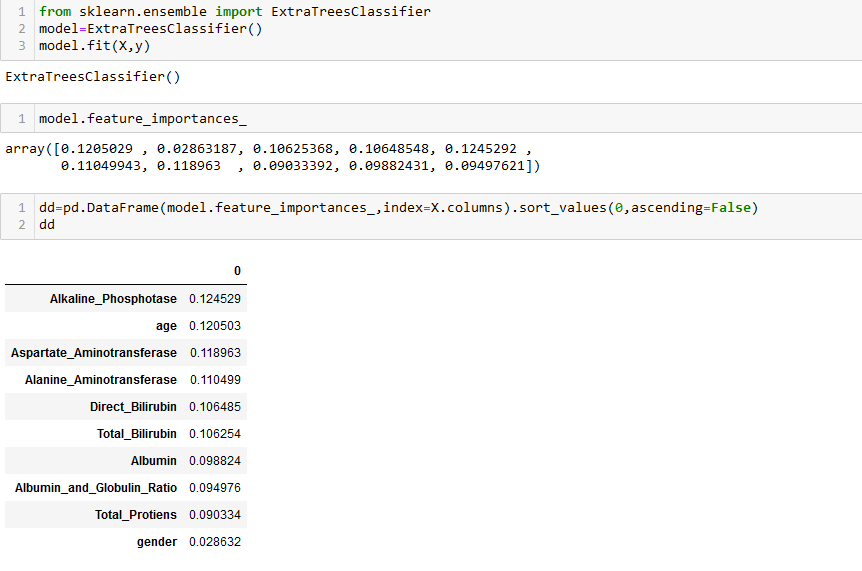 1 from sklearn.ensemble import ExtraTreesClassifier
2 model=ExtraTreesClassifier()
3 model.fit(X,y)
ExtraTreesClassifier()
1 model.feature_importances_
array([0.1205029 , 0.02863187, 0.10625368, 0.10648548, 0.1245292 ,
0.11049943, 0.118963  , 0.09033392, 0.09882431, 0.09497621])
1 dd=pd.DataFrame(model.feature_importances_,index=X.columns).sort_values(0,ascending=False)
2 dd
0
Alkaline_Phosphotase 0.124529
age 0.120503
Aspartate_Aminotransferase 0.118963
Alanine_Aminotransferase 0.110499
Direct_Bilirubin 0.106485
Total_Bilirubin 0.106254
Albumin 0.098824
Albumin_and_Globulin_Ratio 0.094976
Total_Protiens 0.090334
gender 0.028632